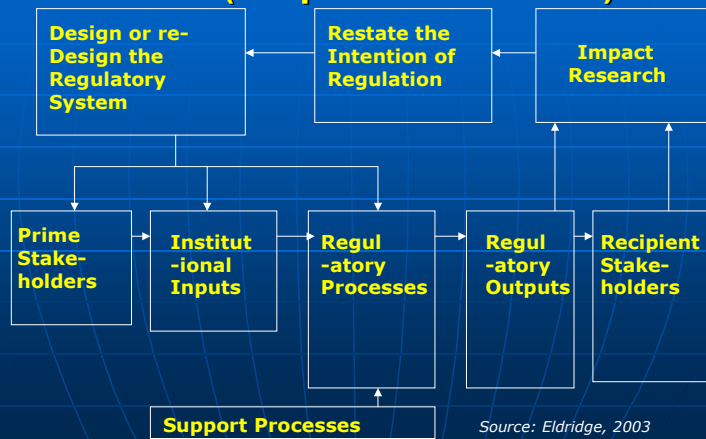 Design or re-
Design the
Regulatory
System
Restate the
Intention of
Regulation
Impact
Research
Prime
Stake-
holders
Institut
-ional
Inputs
Regul
-atory
Processes
Regul
-atory
Outputs
Recipient
Stake-
holders
Support Processes
Source: Eldridge, 2003